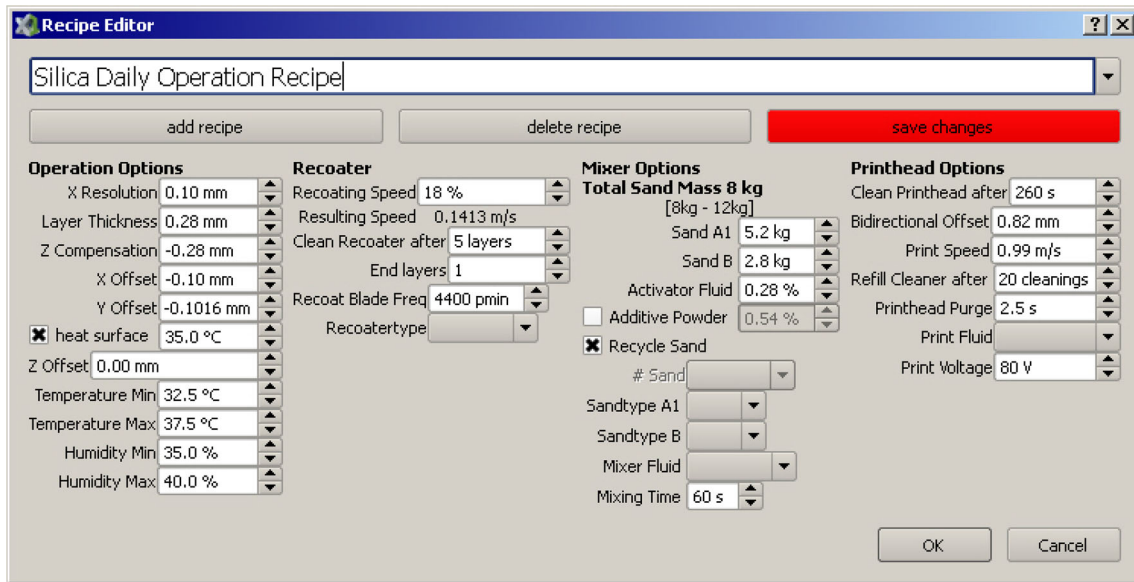 Recipe Editor
Silica Daily Operation Recipe
add recipe
delete recipe
save changes
Operation Options
X Resolution 0.10 mm
Layer Thickness 0.28 mm
Z Compensation -0.28 mm
X Offset -0.10 mm
Y Offset -0.1016 mm
heat surface 35.0 °C
Z Offset 0.00 mm
Temperature Min 32.5 °C
Temperature Max 37.5 °C
Humidity Min 35.0 %
Humidity Max 40.0 %
Recoater
Recoating Speed 18 %
Resulting Speed 0.1413 m/s
Clean Recoater after 5 layers
End layers 1
Recoat Blade Freq 4400 pmin
Recoatertype
Mixer Options
Total Sand Mass 8 kg
[8kg - 12kg]
Sand A1 5.2 kg
Sand B 2.8 kg
Activator Fluid 0.28 %
Additive Powder 0.54 %
Recycle Sand
# Sand
Sandtype A1
Sandtype B
Mixer Fluid
Mixing Time 60 s
Printhead Options
Clean Printhead after 260 s
Bidirectional Offset 0.82 mm
Print Speed 0.99 m/s
Refill Cleaner after 20 cleanings
Printhead Purge 2.5 s
Print Fluid
Print Voltage 80 V
OK
Cancel